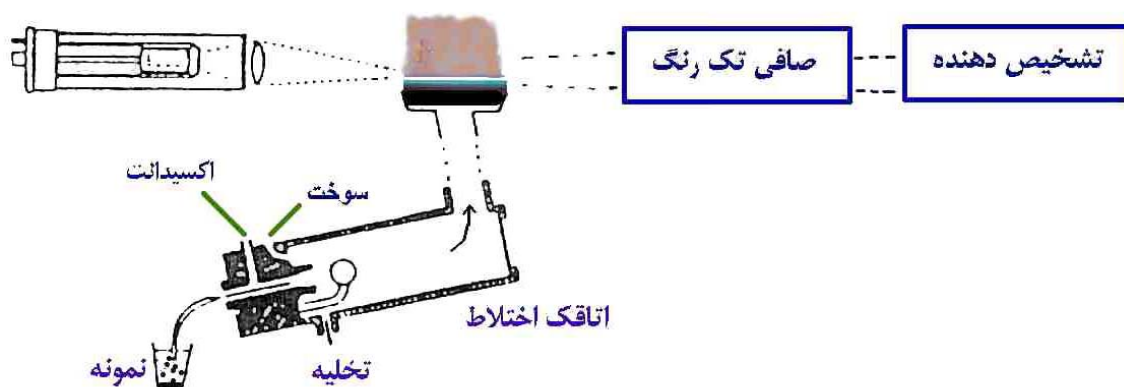 تشخیص دهنده
صافی تک رنگ
اکسیدانت
سوخت
اتاقک اختلاط
تخلیه
نمونه